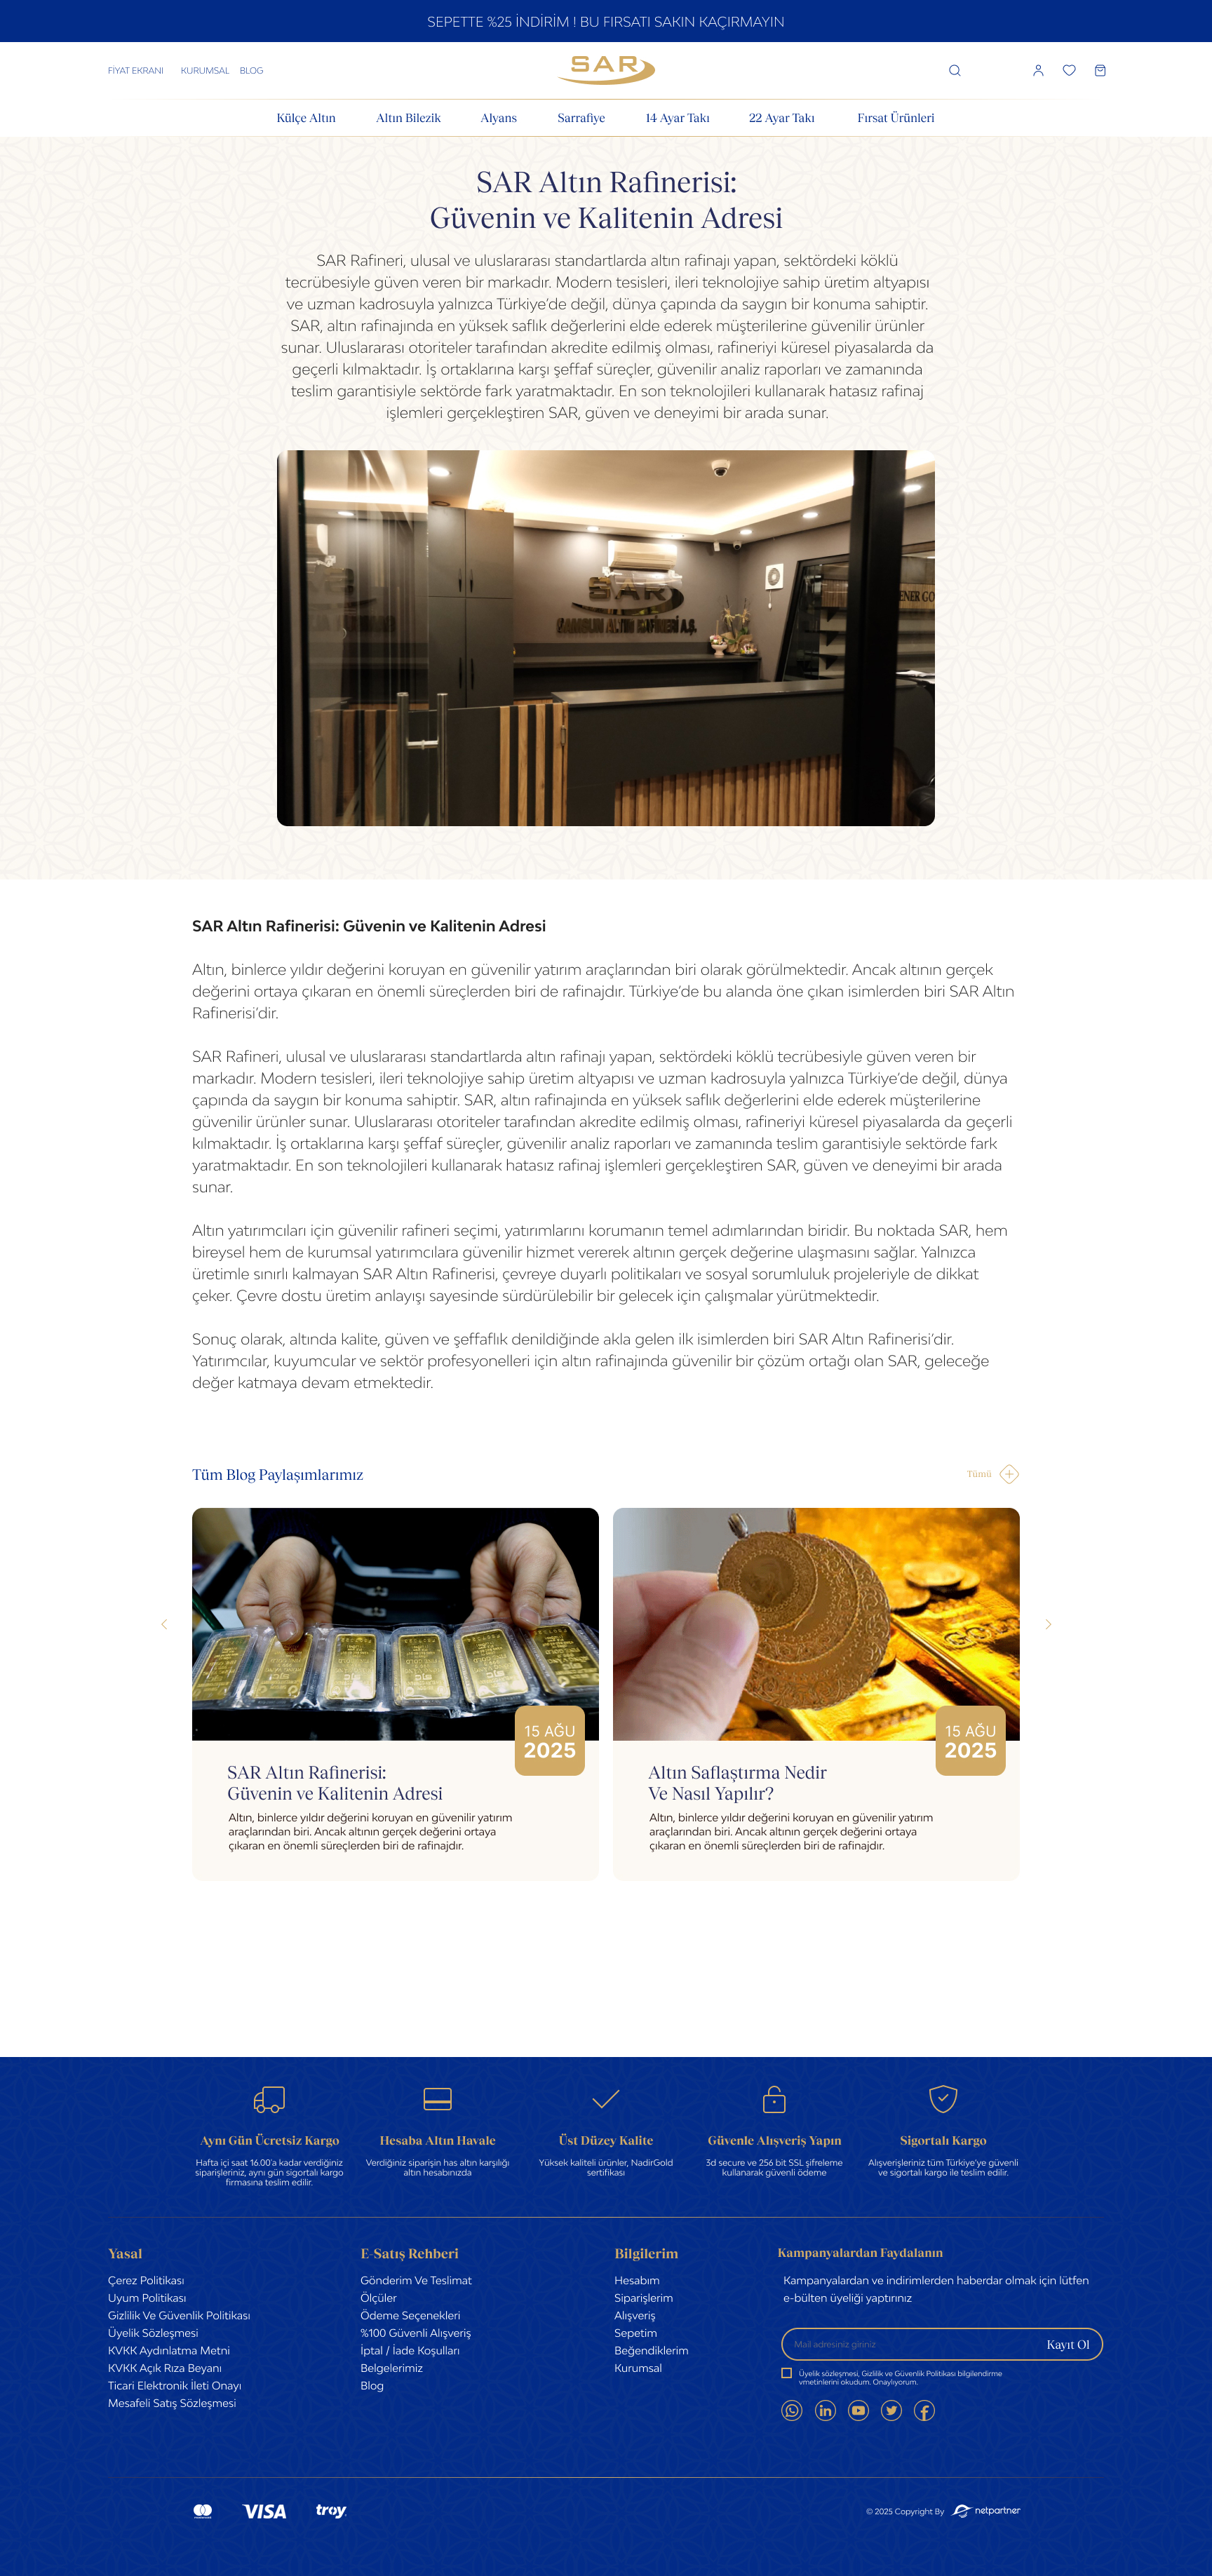 SEPETTE %25 İNDİRİM ! BU FIRSATI SAKIN KAÇIRMAYIN
FİYAT EKRANI KURUMSAL BLOG
SAR
Külçe Altın Altın Bilezik Alyans Sarrafiye 14 Ayar Takı 22 Ayar Takı Fırsat Ürünleri
SAR Altın Rafinerisi:
Güvenin ve Kalitenin Adresi
SAR Rafineri, ulusal ve uluslararası standartlarda altın rafinajı yapan, sektördeki köklü
tecrübesiyle güven veren bir markadır. Modern tesisleri, ileri teknolojiye sahip üretim altyapısı
ve uzman kadrosuyla yalnızca Türkiye’de değil, dünya çapında da saygın bir konuma sahiptir.
SAR, altın rafinajında en yüksek saflık değerlerini elde ederek müşterilerine güvenilir ürünler
sunar. Uluslararası otoriteler tarafından akredite edilmiş olması, rafineriyi küresel piyasalarda da
geçerli kılmaktadır. İş ortaklarına karşı şeffaf süreçler, güvenilir analiz raporları ve zamanında
teslim garantisiyle sektörde fark yaratmaktadır. En son teknolojileri kullanarak hatasız rafinaj
işlemleri gerçekleştiren SAR, güven ve deneyimi bir arada sunar.
SAR
SAMSUN ALTIN RAFİNERİ A.Ş.
SAR Altın Rafinerisi: Güvenin ve Kalitenin Adresi
Altın, binlerce yıldır değerini koruyan en güvenilir yatırım araçlarından biri olarak görülmektedir. Ancak altının gerçek
değerini ortaya çıkaran en önemli süreçlerden biri de rafinajdır. Türkiye’de bu alanda öne çıkan isimlerden biri SAR Altın
Rafinerisi’dir.
SAR Rafineri, ulusal ve uluslararası standartlarda altın rafinajı yapan, sektördeki köklü tecrübesiyle güven veren bir
markadır. Modern tesisleri, ileri teknolojiye sahip üretim altyapısı ve uzman kadrosuyla yalnızca Türkiye’de değil, dünya
çapında da saygın bir konuma sahiptir. SAR, altın rafinajında en yüksek saflık değerlerini elde ederek müşterilerine
güvenilir ürünler sunar. Uluslararası otoriteler tarafından akredite edilmiş olması, rafineriyi küresel piyasalarda da geçerli
kılmaktadır. İş ortaklarına karşı şeffaf süreçler, güvenilir analiz raporları ve zamanında teslim garantisiyle sektörde fark
yaratmaktadır. En son teknolojileri kullanarak hatasız rafinaj işlemleri gerçekleştiren SAR, güven ve deneyimi bir arada
sunar.
Altın yatırımcıları için güvenilir rafineri seçimi, yatırımlarını korumanın temel adımlarından biridir. Bu noktada SAR, hem
bireysel hem de kurumsal yatırımcılara güvenilir hizmet vererek altının gerçek değerine ulaşmasını sağlar. Yalnızca
üretimle sınırlı kalmayan SAR Altın Rafinerisi, çevreye duyarlı politikaları ve sosyal sorumluluk projeleriyle de dikkat
çeker. Çevre dostu üretim anlayışı sayesinde sürdürülebilir bir gelecek için çalışmalar yürütmektedir.
Sonuç olarak, altında kalite, güven ve şeffaflık denildiğinde akla gelen ilk isimlerden biri SAR Altın Rafinerisi’dir.
Yatırımcılar, kuyumcular ve sektör profesyonelleri için altın rafinajında güvenilir bir çözüm ortağı olan SAR, geleceğe
değer katmaya devam etmektedir.
Tüm Blog Paylaşımlarımız
Tümü
15 AĞU
2025
SAR Altın Rafinerisi:
Güvenin ve Kalitenin Adresi
Altın, binlerce yıldır değerini koruyan en güvenilir yatırım
araçlarından biri. Ancak altının gerçek değerini ortaya
çıkaran en önemli süreçlerden biri de rafinajdır.
15 AĞU
2025
Altın Saflaştırma Nedir
Ve Nasıl Yapılır?
Altın, binlerce yıldır değerini koruyan en güvenilir yatırım
araçlarından biri. Ancak altının gerçek değerini ortaya
çıkaran en önemli süreçlerden biri de rafinajdır.
Aynı Gün Ücretsiz Kargo
Hafta içi saat 16.00’a kadar verdiğiniz
siparişleriniz, aynı gün sigortalı kargo
firmasına teslim edilir.
Hesaba Altın Havale
Verdiğiniz siparişin has altın karşılığı
altın hesabınızda
Üst Düzey Kalite
Yüksek kaliteli ürünler, NadirGold
sertifikası
Güvenle Alışveriş Yapın
3d secure ve 256 bit SSL şifreleme
kullanarak güvenli ödeme
Sigortalı Kargo
Alışverişleriniz tüm Türkiye’ye güvenli
ve sigortalı kargo ile teslim edilir.
Yasal
Çerez Politikası
Uyum Politikası
Gizlilik Ve Güvenlik Politikası
Üyelik Sözleşmesi
KVKK Aydınlatma Metni
KVKK Açık Rıza Beyanı
Ticari Elektronik İleti Onayı
Mesafeli Satış Sözleşmesi
E-Satış Rehberi
Gönderim Ve Teslimat
Ölçüler
Ödeme Seçenekleri
%100 Güvenli Alışveriş
İptal / İade Koşulları
Belgelerimiz
Blog
Bilgilerim
Hesabım
Siparişlerim
Alışveriş
Sepetim
Beğendiklerim
Kurumsal
Kampanyalardan Faydalanın
Kampanyalardan ve indirimlerden haberdar olmak için lütfen
e-bülten üyeliği yaptırınız
Mail adresiniz giriniz
Kayıt Ol
Üyelik sözleşmesi, Gizlilik ve Güvenlik Politikası bilgilendirme
vmetinlerini okudum. Onaylıyorum.
VISA troy
© 2025 Copyright By netpartner